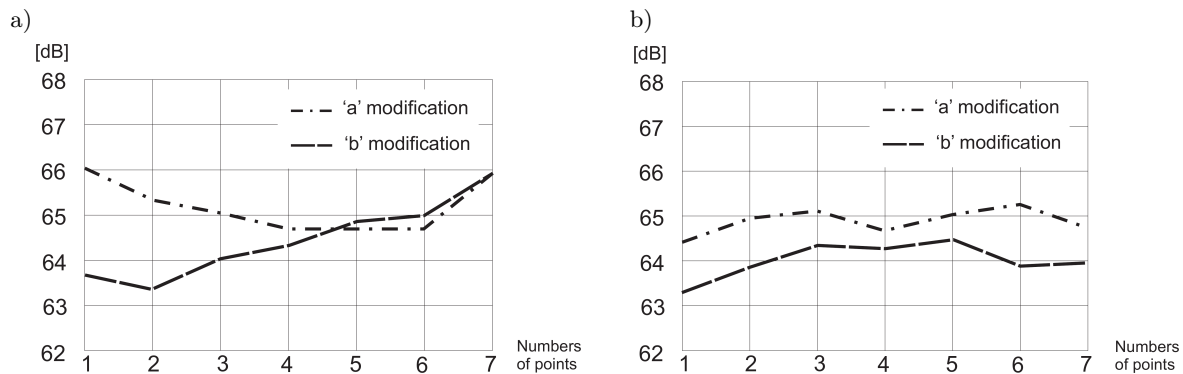 a)
[dB]
68
67
66
65
64
63
62
1 2 3 4 5 6 7
Numbers
of points
'a' modification
'b' modification
b)
[dB]
68
67
66
65
64
63
62
1 2 3 4 5 6 7
Numbers
of points
'a' modification
'b' modification